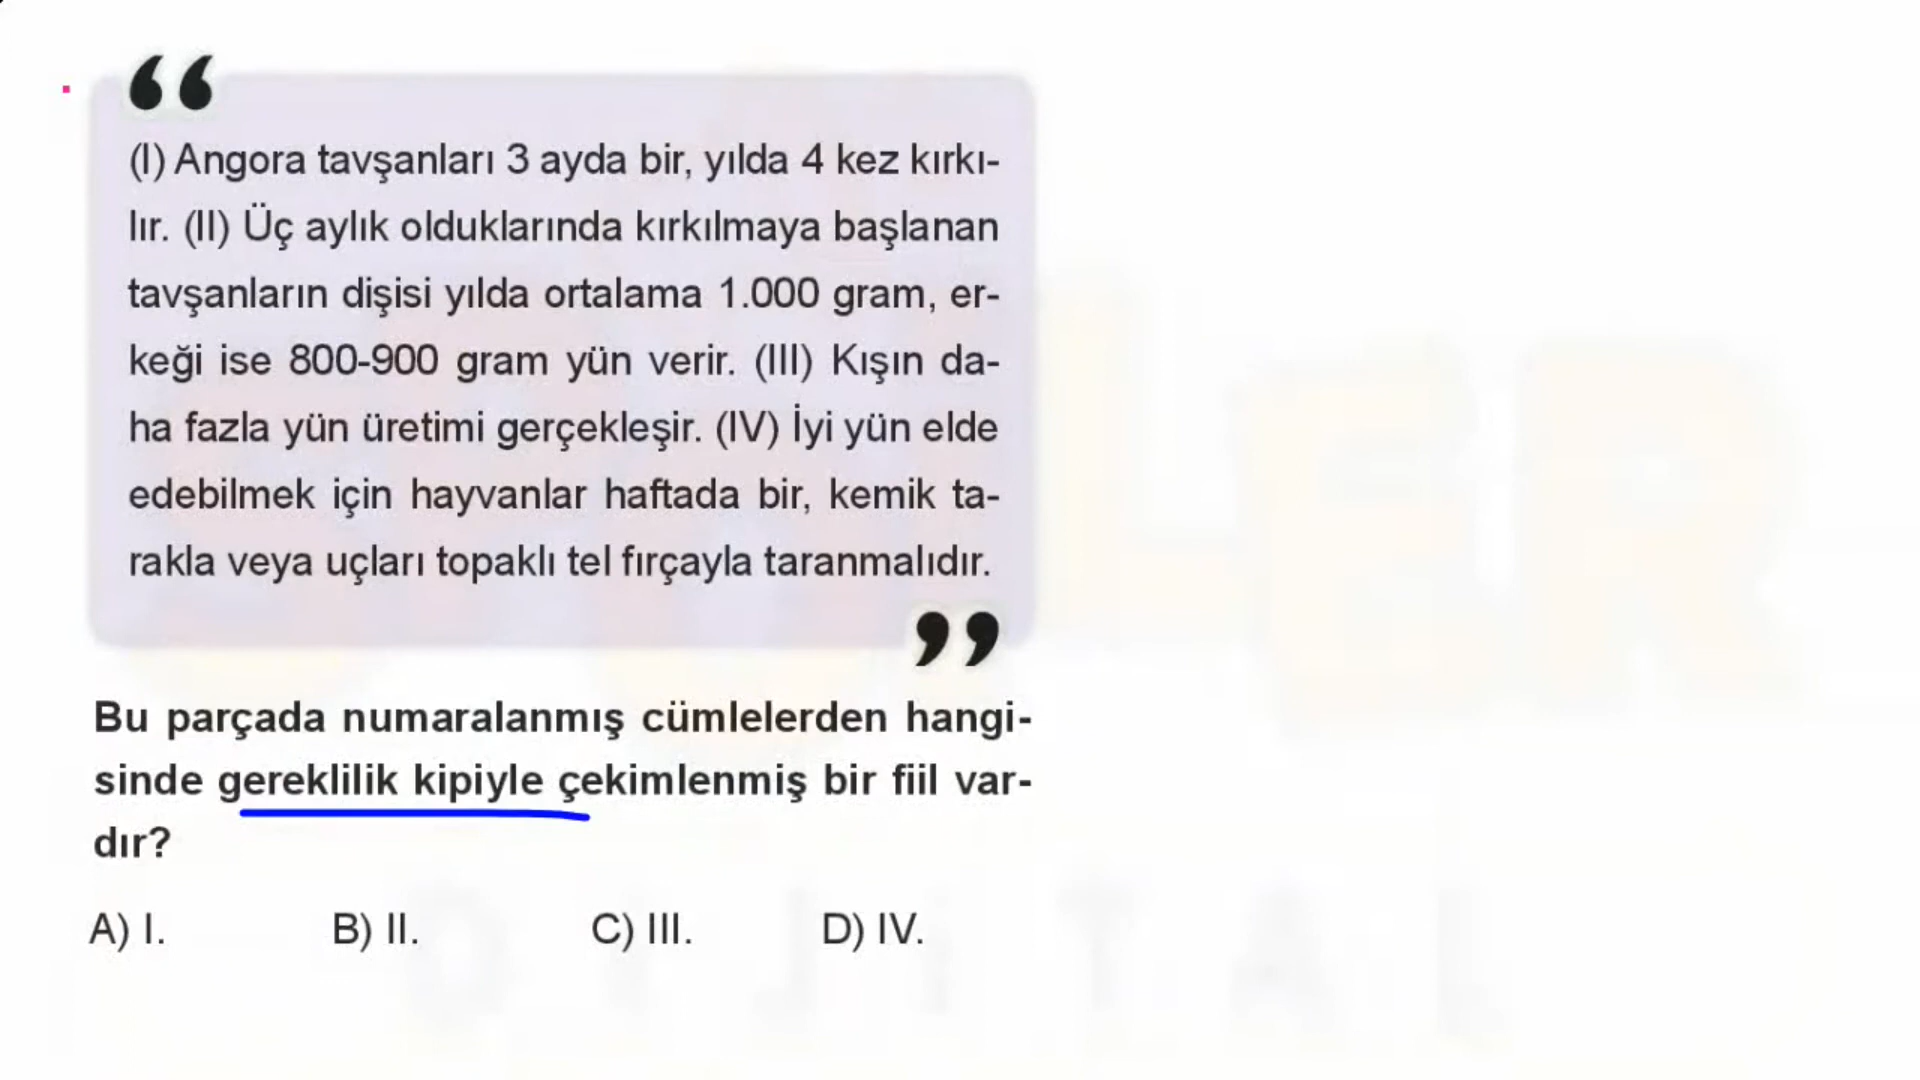 “
(I) Angora tavşanları 3 ayda bir, yılda 4 kez kırkı-
lır. (II) Üç aylık olduklarında kırkılmaya başlanan
tavşanların dişisi yılda ortalama 1.000 gram, er-
keği ise 800-900 gram yün verir. (III) Kışın da-
ha fazla yün üretimi gerçekleşir. (IV) İyi yün elde
edebilmek için hayvanlar haftada bir, kemik ta-
rakla veya uçları topaklı tel fırçayla taranmalıdır.
”
Bu parçada numaralanmış cümlelerden hangi-
sinde gereklilik kipiyle çekimlenmiş bir fiil var-
dır?
A) I. B) II. C) III. D) IV.